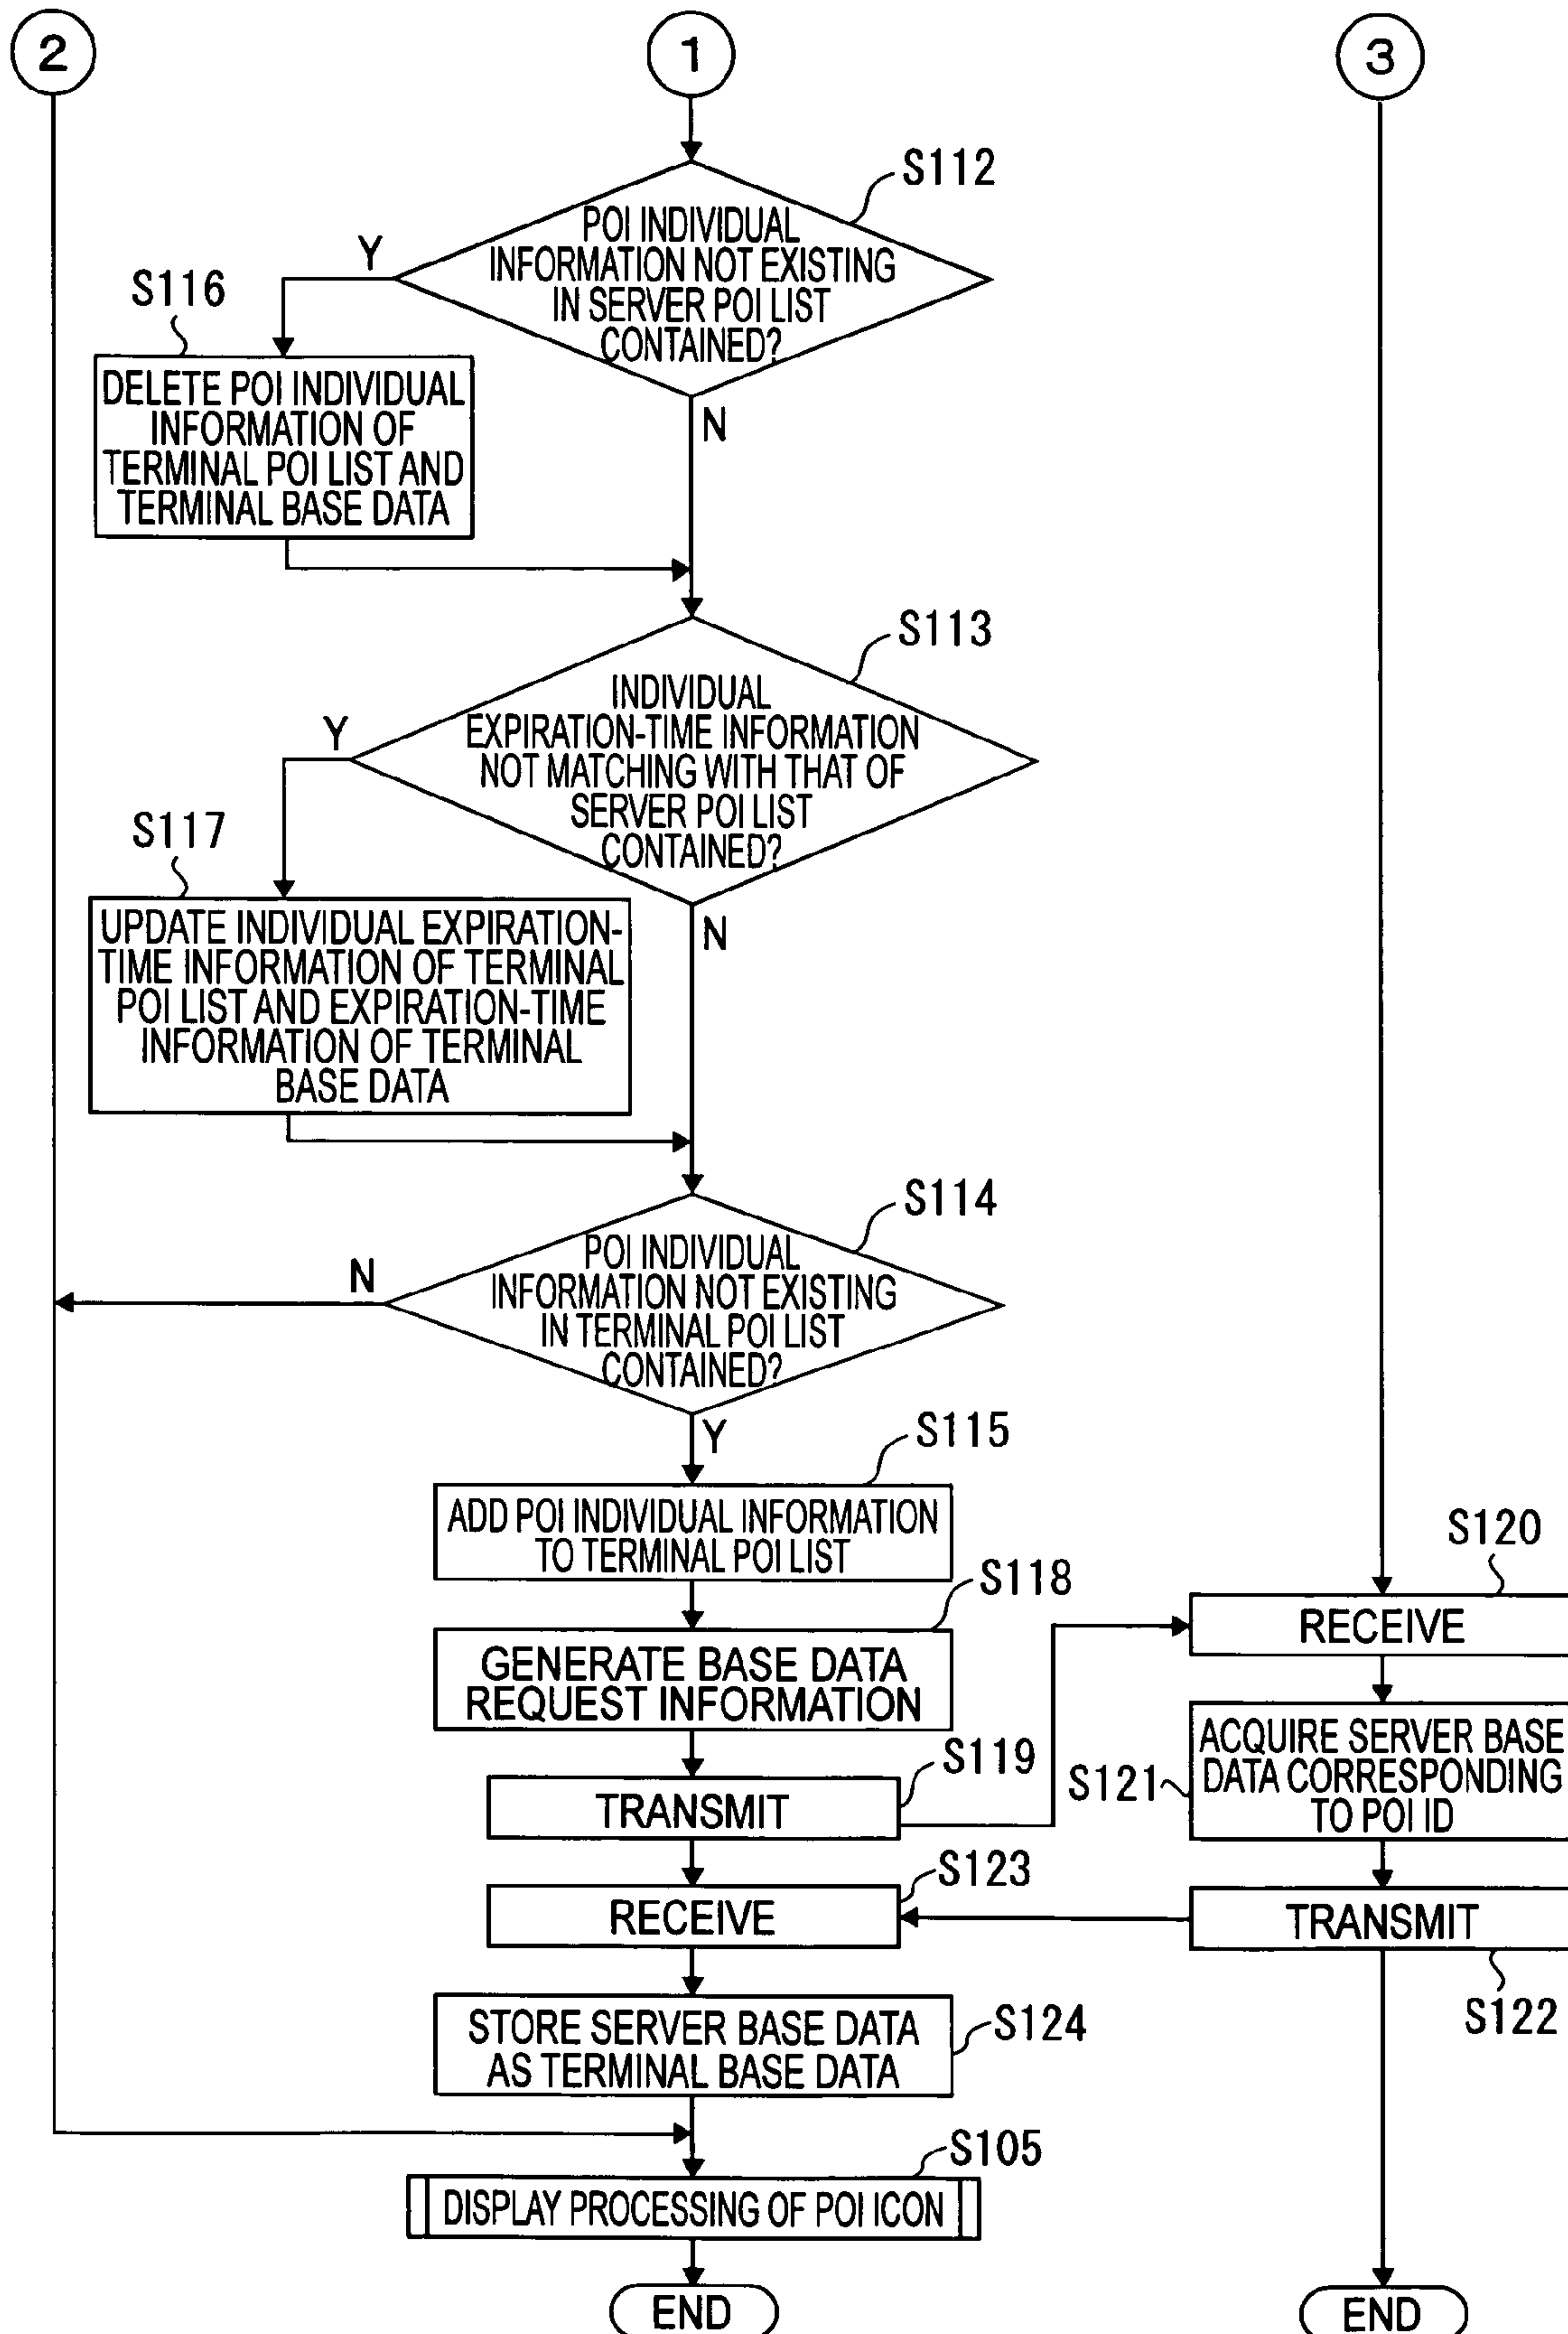 2
1
3
S112
POI INDIVIDUAL
INFORMATION NOT EXISTING
IN SERVER POI LIST
CONTAINED?
Y
N
S116
DELETE POI INDIVIDUAL
INFORMATION OF
TERMINAL POI LIST AND
TERMINAL BASE DATA
S113
INDIVIDUAL
EXPIRATION-TIME INFORMATION
NOT MATCHING WITH THAT OF
SERVER POI LIST
CONTAINED?
Y
N
S117
UPDATE INDIVIDUAL EXPIRATION-
TIME INFORMATION OF TERMINAL
POI LIST AND EXPIRATION-TIME
INFORMATION OF TERMINAL
BASE DATA
S114
POI INDIVIDUAL
INFORMATION NOT EXISTING
IN TERMINAL POI LIST
CONTAINED?
N
Y
S115
ADD POI INDIVIDUAL INFORMATION
TO TERMINAL POI LIST
S118
GENERATE BASE DATA
REQUEST INFORMATION
S119
TRANSMIT
S120
RECEIVE
S121
ACQUIRE SERVER BASE
DATA CORRESPONDING
TO POI ID
S122
TRANSMIT
S123
RECEIVE
S124
STORE SERVER BASE DATA
AS TERMINAL BASE DATA
S105
DISPLAY PROCESSING OF POI ICON
END
END